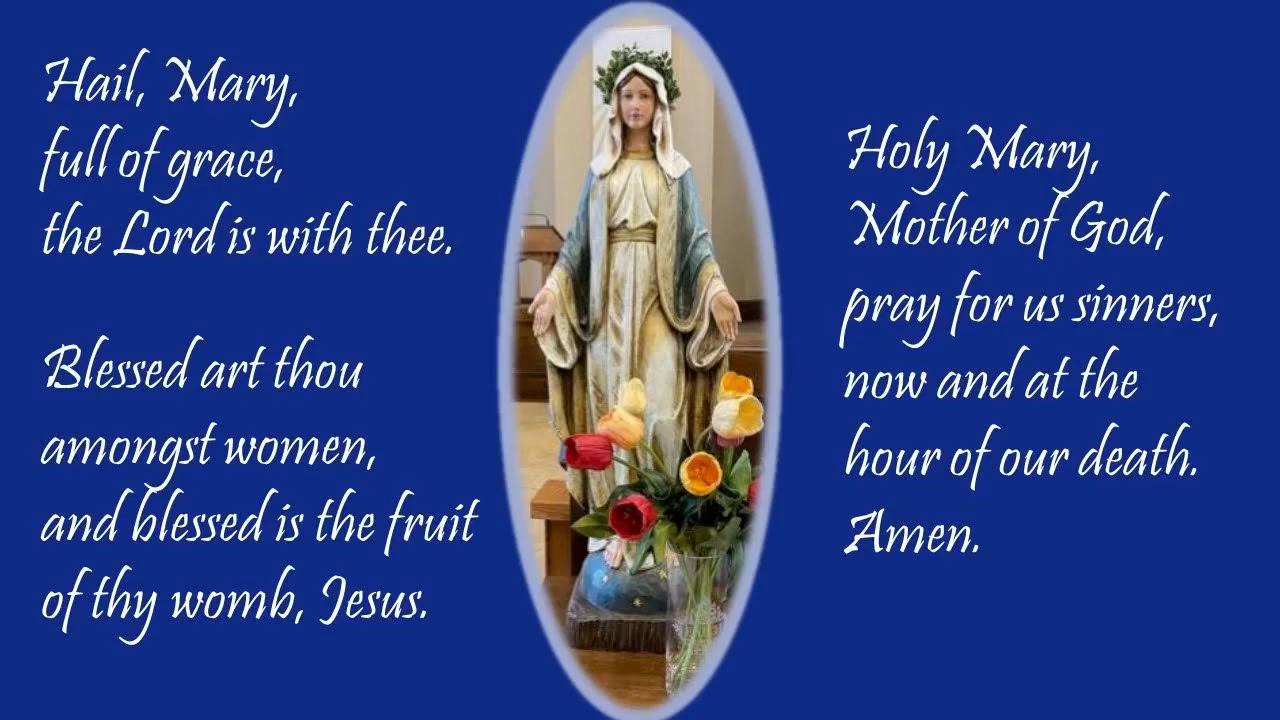 Hail, Mary,
full of grace,
the Lord is with thee.
Blessed art thou
amongst women,
and blessed is the fruit
of thy womb, Jesus.
Holy Mary,
Mother of God,
pray for us sinners,
now and at the
hour of our death.
Amen.